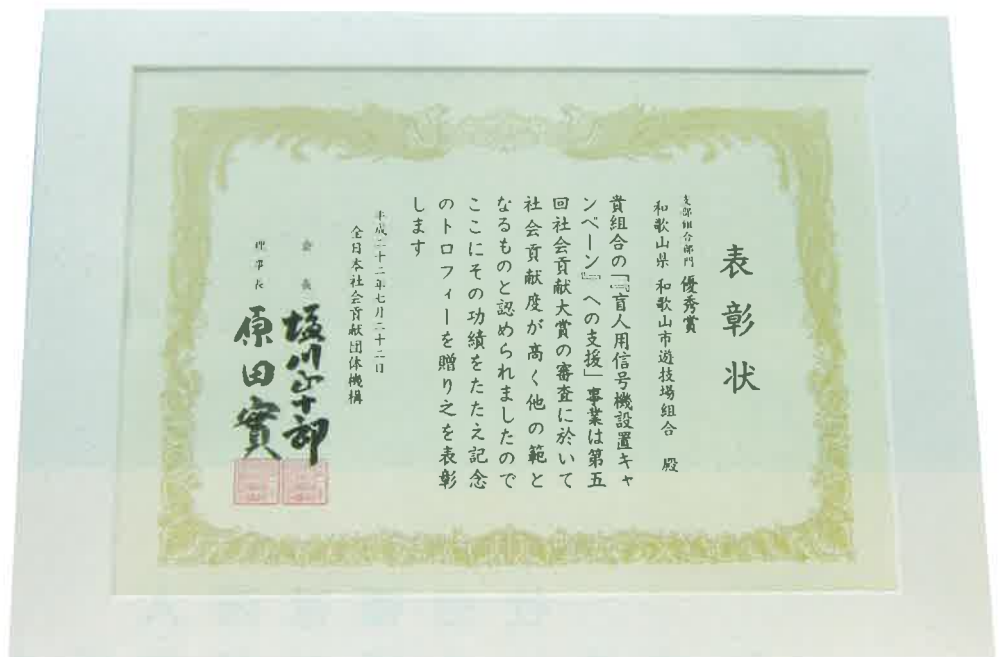 表彰状
支部組合部門 優秀賞
和歌山県 和歌山市遊技場組合 殿
貴組合の「『盲人用信号機設置キャ
ンペーン』への支援」事業は第五
回社会貢献大賞の審査に於いて
社会貢献度が高く他の範と
なるものと認められましたので
ここにその功績をたたえ記念
のトロフィーを贈り之を表彰
します
平成二十二年七月二十二日
全日本社会貢献団体機構
会長
理事長 原田實